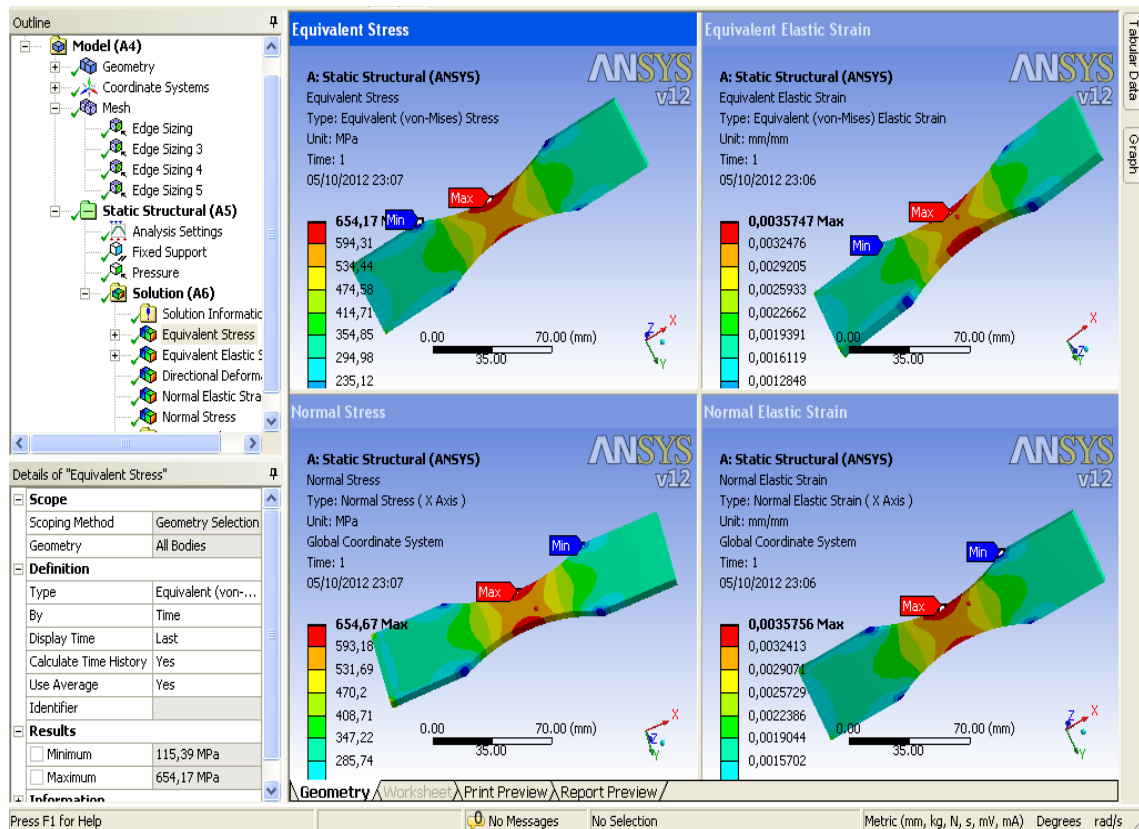 Outline
Model (A4)
Geometry
Coordinate Systems
Mesh
Edge Sizing
Edge Sizing 3
Edge Sizing 4
Edge Sizing 5
Static Structural (A5)
Analysis Settings
Fixed Support
Pressure
Solution (A6)
Solution Informatic
Equivalent Stress
Equivalent Elastic S
Directional Deform
Normal Elastic Stra
Normal Stress
Details of "Equivalent Stress"
Scope
Scoping Method Geometry Selection
Geometry All Bodies
Definition
Type Equivalent (von-...
By Time
Display Time Last
Calculate Time History Yes
Use Average Yes
Identifier
Results
Minimum 115,39 MPa
Maximum 654,17 MPa
Information
Equivalent Stress
ANSYS
v12
A: Static Structural (ANSYS)
Equivalent Stress
Type: Equivalent (von-Mises) Stress
Unit: MPa
Time: 1
05/10/2012 23:07
Max
Min
654,17
594,31
534,44
474,58
414,71
354,85
294,98
235,12
0.00 70.00 (mm)
35.00
Z X
Y
Equivalent Elastic Strain
ANSYS
v12
A: Static Structural (ANSYS)
Equivalent Elastic Strain
Type: Equivalent (von-Mises) Elastic Strain
Unit: mm/mm
Time: 1
05/10/2012 23:06
Max
Min
0,0035747 Max
0,0032476
0,0029205
0,0025933
0,0022662
0,0019391
0,0016119
0,0012848
0.00 70.00 (mm)
35.00
X
Z
Y
Normal Stress
ANSYS
v12
A: Static Structural (ANSYS)
Normal Stress
Type: Normal Stress ( X Axis )
Unit: MPa
Global Coordinate System
Time: 1
05/10/2012 23:07
Min
Max
654,67 Max
593,18
531,69
470,2
408,71
347,22
285,74
0.00 70.00 (mm)
35.00
X
Z
Y
Normal Elastic Strain
ANSYS
v12
A: Static Structural (ANSYS)
Normal Elastic Strain
Type: Normal Elastic Strain ( X Axis )
Unit: mm/mm
Global Coordinate System
Time: 1
05/10/2012 23:06
Min
Max
0,0035756 Max
0,0032413
0,0029071
0,0025729
0,0022386
0,0019044
0,0015702
0.00 70.00 (mm)
35.00
Z X
Y
Tabular Data
Graph
Geometry Worksheet Print Preview Report Preview
Press F1 for Help
0 No Messages
No Selection
Metric (mm, kg, N, s, mV, mA) Degrees rad/s